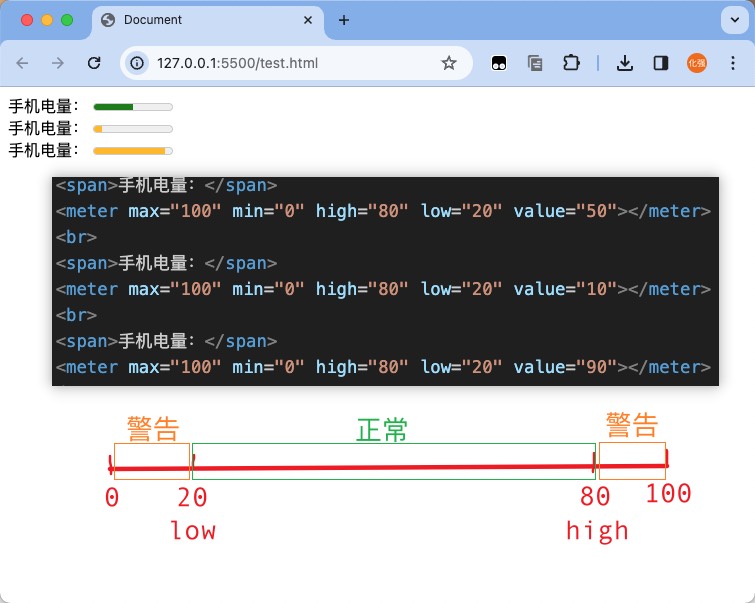 Document
127.0.0.1:5500/test.html
化强
手机电量：
手机电量：
手机电量：
<span>手机电量：</span>
<meter max="100" min="0" high="80" low="20" value="50"></meter>
<br>
<span>手机电量：</span>
<meter max="100" min="0" high="80" low="20" value="10"></meter>
<br>
<span>手机电量：</span>
<meter max="100" min="0" high="80" low="20" value="90"></meter>
警告 正常 警告
0 20 80 100
low high